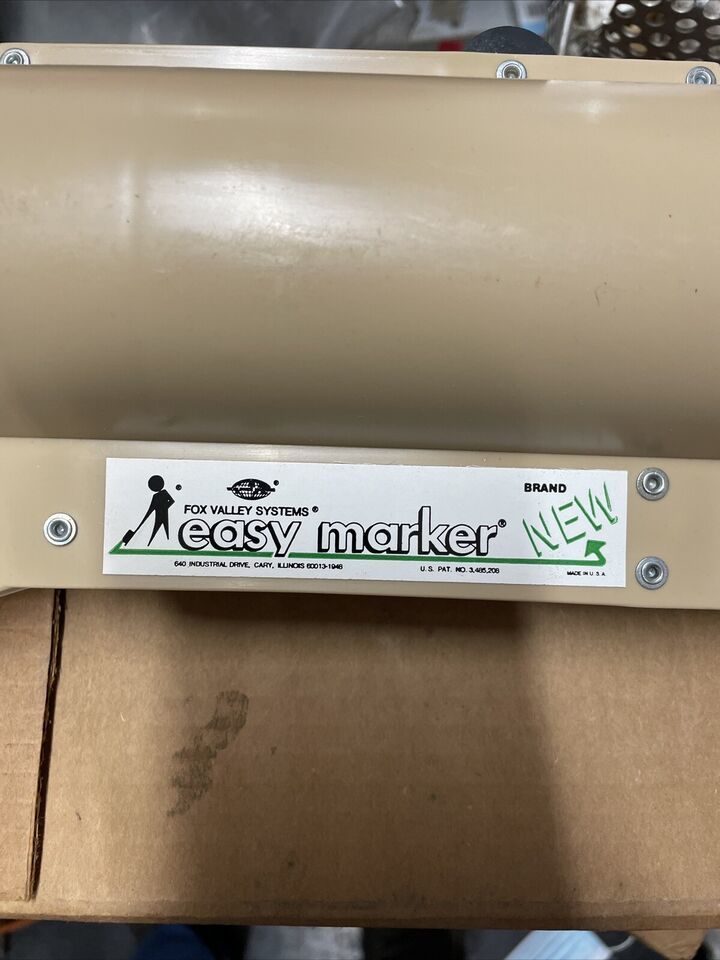 BRAND
FOX VALLEY SYSTEMS®
easy marker® NEW
640 INDUSTRIAL DRIVE, CARY, ILLINOIS 60013-1948 U.S. PAT. NO. 3,485,206 MADE IN U.S.A.